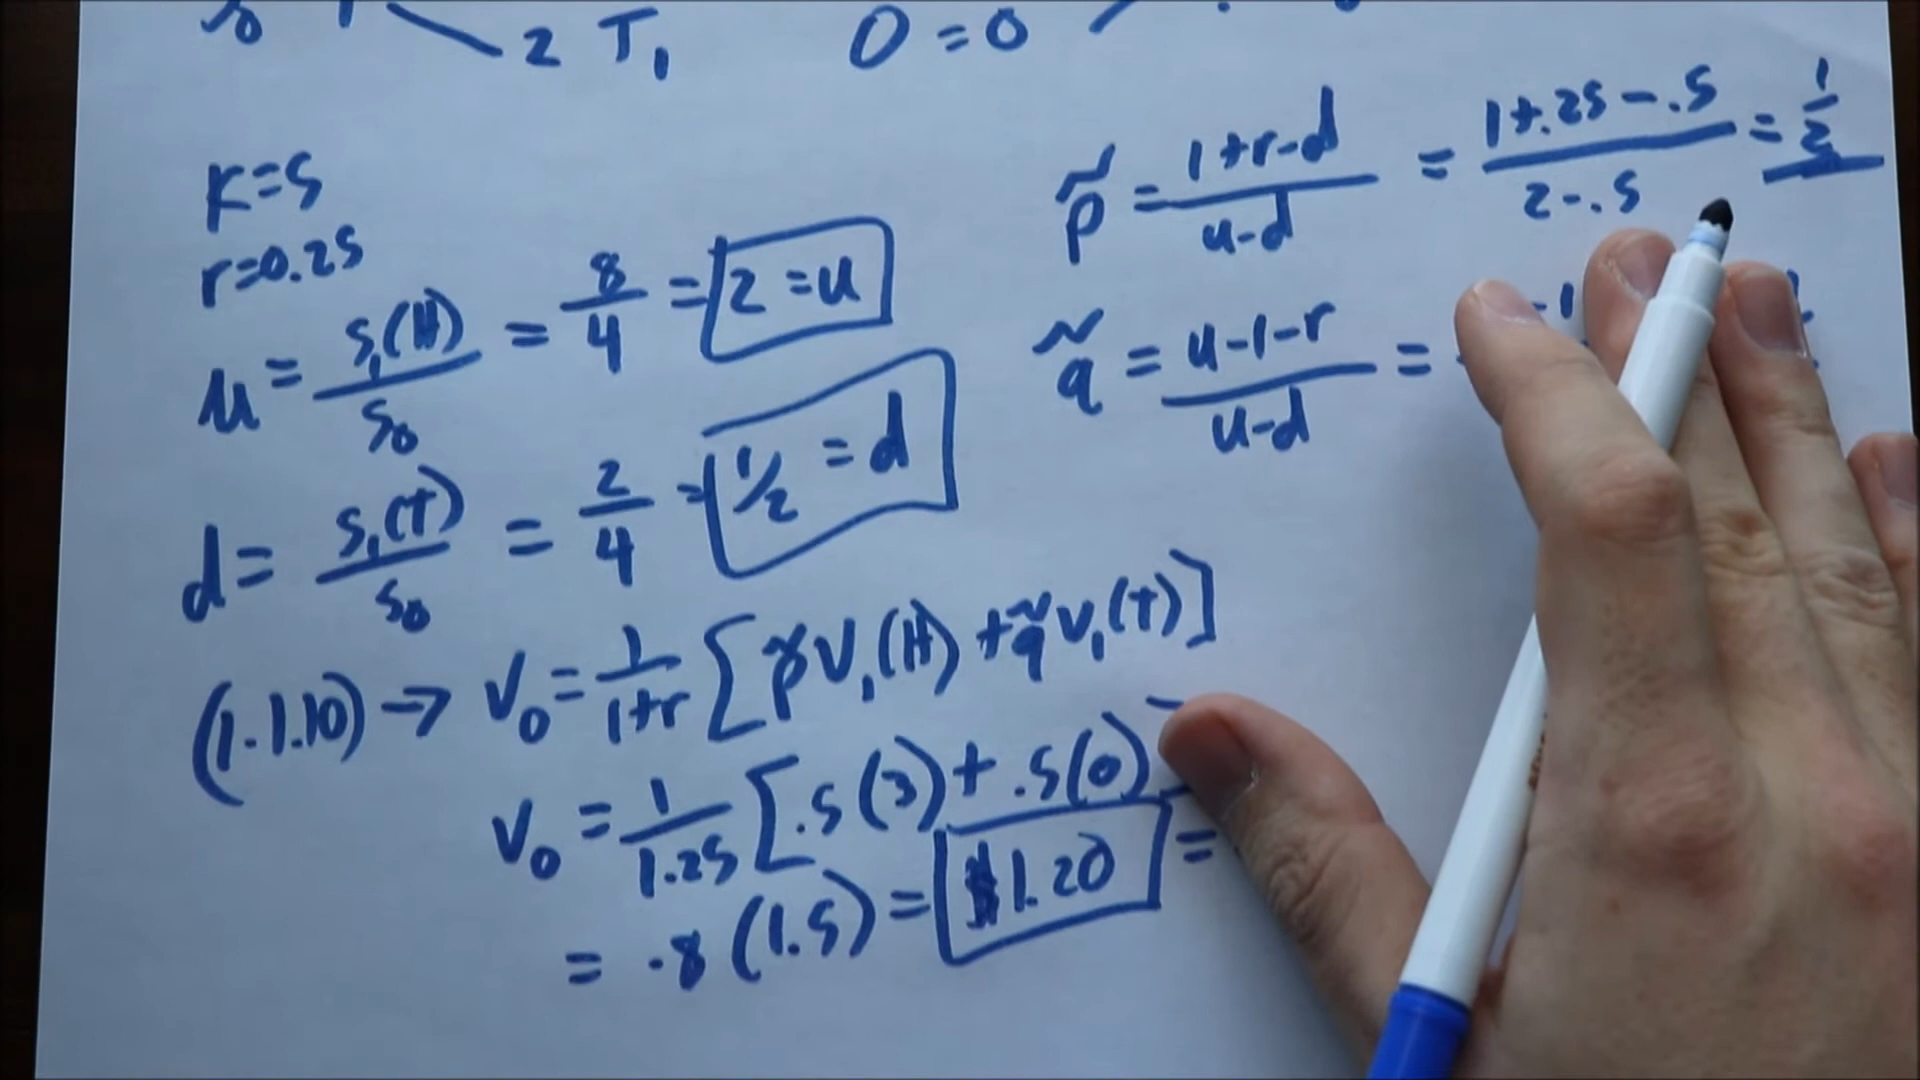 2 T₁
0 = 0
K=5
r=0.25
u = S₁(H)/S₀ = 8/4 = 2 = u
d = S₁(T)/S₀ = 2/4 = 1/2 = d
p̃ = (1+r-d)/(u-d) = (1+.25-.5)/(2-.5) = 1/2
q̃ = (u-1-r)/(u-d) =
(1.1.10) → V₀ = 1/(1+r) [p̃V₁(H) + q̃V₁(T)]
V₀ = 1/1.25 [.5(3) + .5(0)] =
= .8(1.5) = $1.20